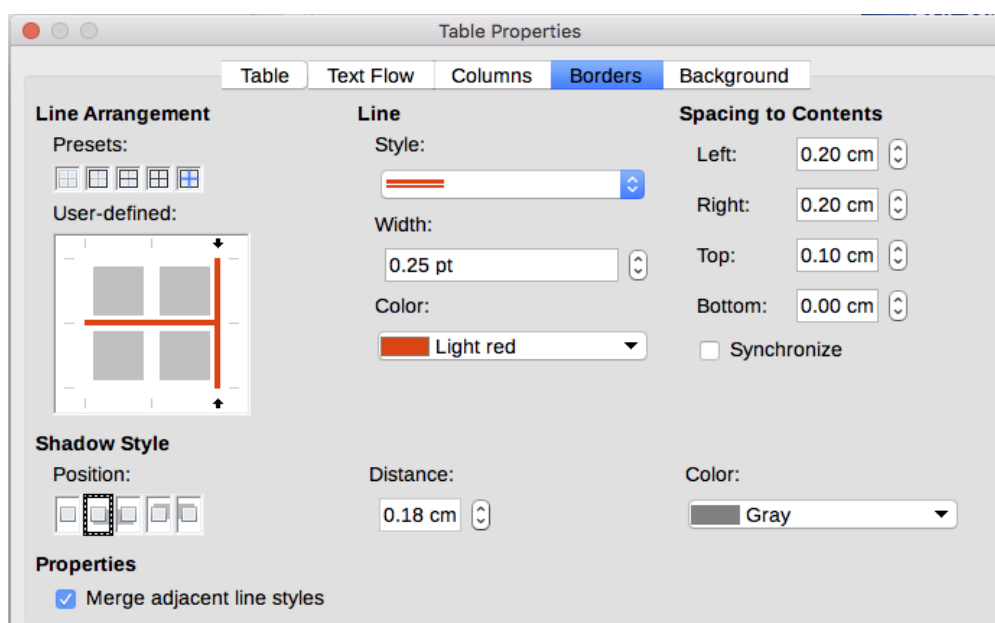 Table Properties
Table Text Flow Columns Borders Background
Line Arrangement
Presets:
User-defined:
Line
Style:
Width:
0.25 pt
Color:
Light red
Spacing to Contents
Left: 0.20 cm
Right: 0.20 cm
Top: 0.10 cm
Bottom: 0.00 cm
Synchronize
Shadow Style
Position:
Distance:
0.18 cm
Color:
Gray
Properties
Merge adjacent line styles